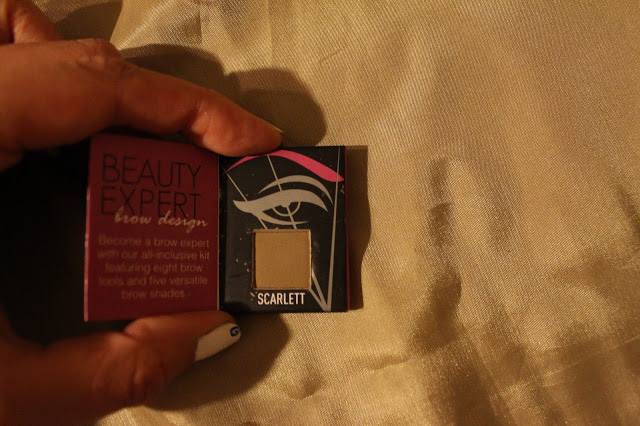 BEAUTY
EXPERT
brow design
Become a brow expert
with our all-inclusive kit
featuring eight brow
tools and five versatile
brow shades.
SCARLETT